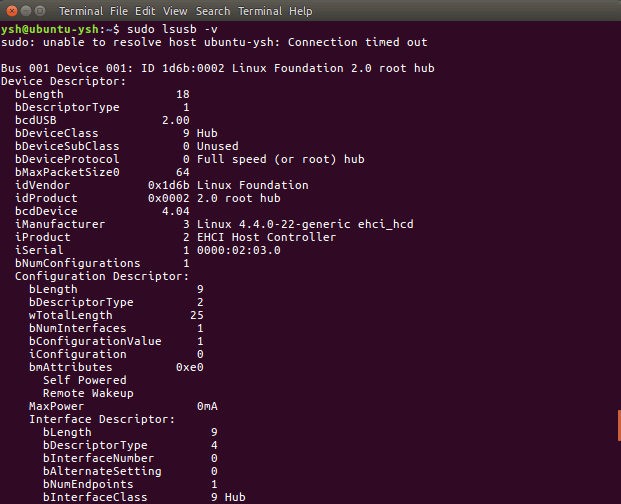 Terminal Terminal File Edit View Search Terminal Help
ysh@ubuntu-ysh:~$ sudo lsusb -v
sudo: unable to resolve host ubuntu-ysh: Connection timed out

Bus 001 Device 001: ID 1d6b:0002 Linux Foundation 2.0 root hub
Device Descriptor:
  bLength                18
  bDescriptorType         1
  bcdUSB               2.00
  bDeviceClass            9 Hub
  bDeviceSubClass         0 Unused
  bDeviceProtocol         0 Full speed (or root) hub
  bMaxPacketSize0        64
  idVendor           0x1d6b Linux Foundation
  idProduct          0x0002 2.0 root hub
  bcdDevice            4.04
  iManufacturer           3 Linux 4.4.0-22-generic ehci_hcd
  iProduct                2 EHCI Host Controller
  iSerial                 1 0000:02:03.0
  bNumConfigurations      1
  Configuration Descriptor:
    bLength                 9
    bDescriptorType         2
    wTotalLength           25
    bNumInterfaces          1
    bConfigurationValue     1
    iConfiguration          0
    bmAttributes         0xe0
      Self Powered
      Remote Wakeup
    MaxPower                0mA
    Interface Descriptor:
      bLength                 9
      bDescriptorType         4
      bInterfaceNumber        0
      bAlternateSetting       0
      bNumEndpoints           1
      bInterfaceClass         9 Hub